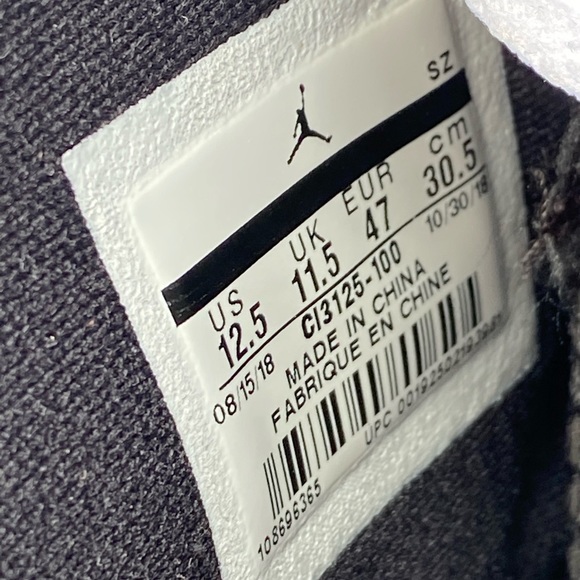 SZ
US UK EUR cm
12.5 11.5 47 30.5
08/15/18 CI3125-100 10/30/18
MADE IN CHINA
FABRIQUE EN CHINE
UPC
108696365